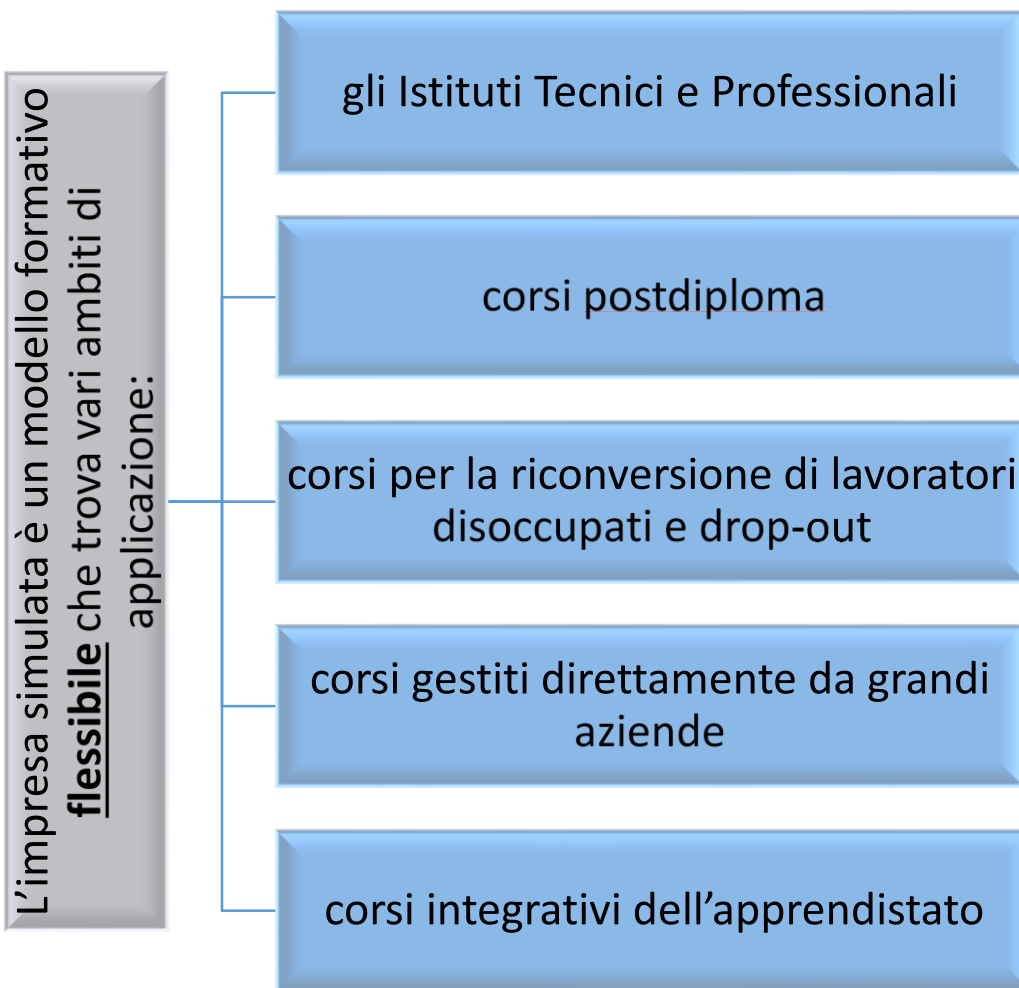 L’impresa simulata è un modello formativo
flessibile che trova vari ambiti di
applicazione:
gli Istituti Tecnici e Professionali
corsi postdiploma
corsi per la riconversione di lavoratori
disoccupati e drop-out
corsi gestiti direttamente da grandi
aziende
corsi integrativi dell’apprendistato